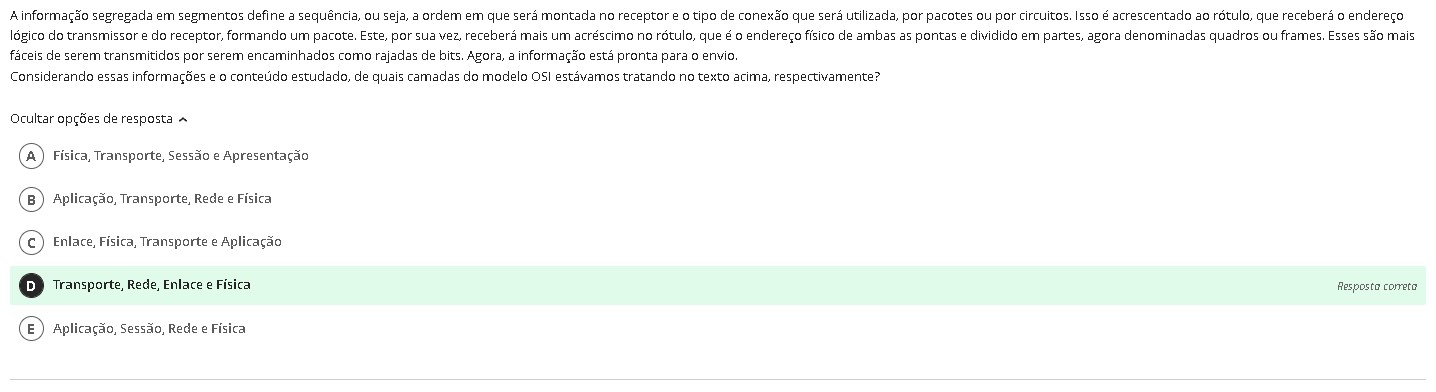 A informação segregada em segmentos define a sequência, ou seja, a ordem em que será montada no receptor e o tipo de conexão que será utilizada, por pacotes ou por circuitos. Isso é acrescentado ao rótulo, que receberá o endereço
lógico do transmissor e do receptor, formando um pacote. Este, por sua vez, receberá mais um acréscimo no rótulo, que é o endereço físico de ambas as pontas e dividido em partes, agora denominadas quadros ou frames. Esses são mais
fáceis de serem transmitidos por serem encaminhados como rajadas de bits. Agora, a informação está pronta para o envio.
Considerando essas informações e o conteúdo estudado, de quais camadas do modelo OSI estávamos tratando no texto acima, respectivamente?
Ocultar opções de resposta
A Física, Transporte, Sessão e Apresentação
B Aplicação, Transporte, Rede e Física
C Enlace, Física, Transporte e Aplicação
D Transporte, Rede, Enlace e Física Resposta correta
E Aplicação, Sessão, Rede e Física